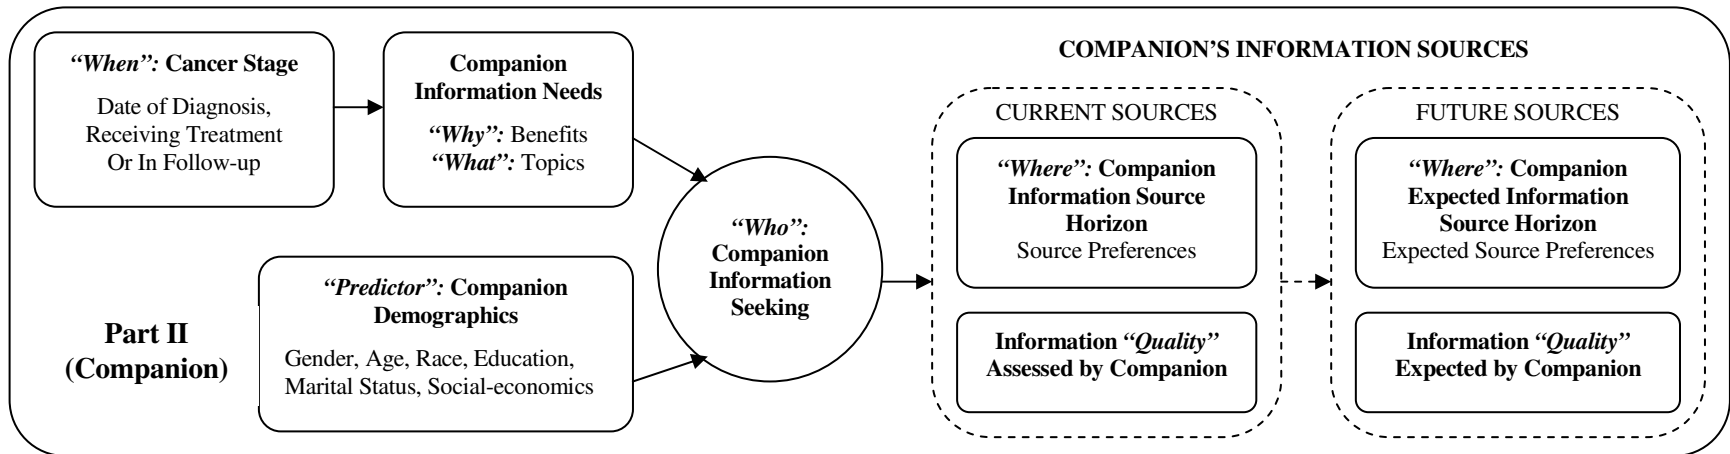 “When”: Cancer Stage
Date of Diagnosis,
Receiving Treatment
Or In Follow-up
Companion
Information Needs
“Why”: Benefits
“What”: Topics
“Predictor”: Companion
Demographics
Gender, Age, Race, Education,
Marital Status, Social-economics
Part II
(Companion)
“Who”:
Companion
Information
Seeking
COMPANION’S INFORMATION SOURCES
CURRENT SOURCES
“Where”: Companion
Information Source
Horizon
Source Preferences
Information “Quality”
Assessed by Companion
FUTURE SOURCES
“Where”: Companion
Expected Information
Source Horizon
Expected Source Preferences
Information “Quality”
Expected by Companion